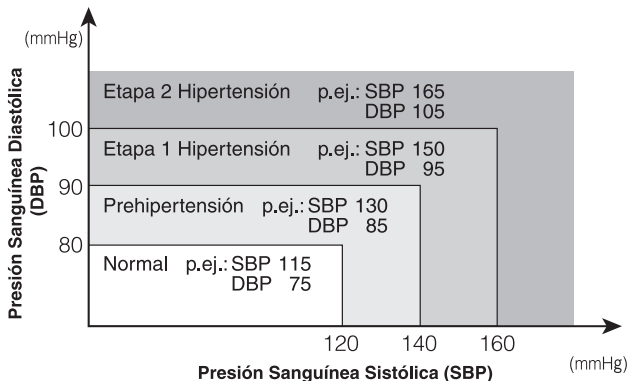 (mmHg)
Presión Sanguínea Diastólica
(DBP)
Etapa 2 Hipertensión p.ej.: SBP 165
DBP 105
100
Etapa 1 Hipertensión p.ej.: SBP 150
DBP 95
90
Prehipertensión p.ej.: SBP 130
DBP 85
80
Normal p.ej.: SBP 115
DBP 75
120 140 160
Presión Sanguínea Sistólica (SBP) (mmHg)